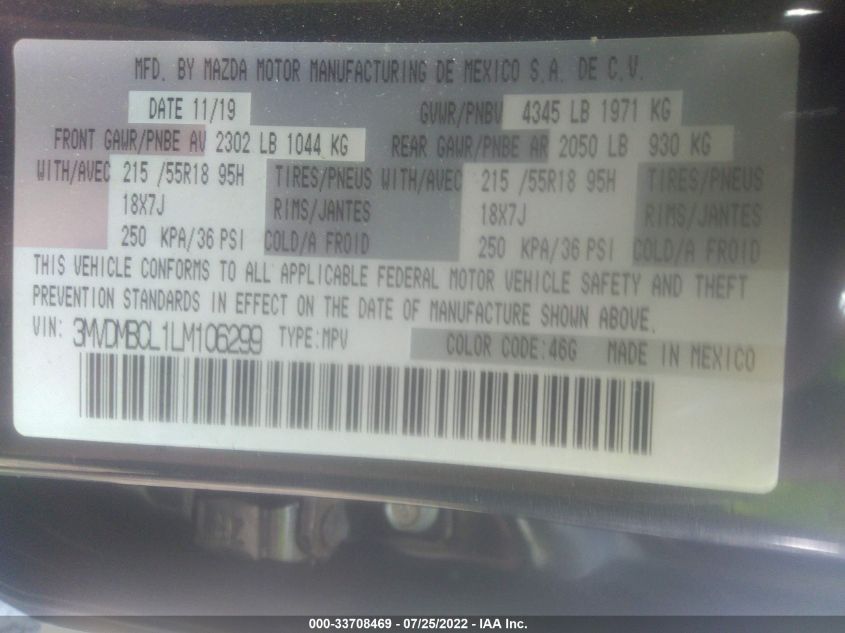 MFD. BY MAZDA MOTOR MANUFACTURING DE MEXICO S.A. DE C.V.
DATE 11/19 GVWR/PNBV 4345 LB 1971 KG
FRONT GAWR/PNBE AV 2302 LB 1044 KG REAR GAWR/PNBE AR 2050 LB 930 KG
WITH/AVEC 215 /55R18 95H TIRES/PNEUS WITH/AVEC 215 /55R18 95H TIRES/PNEUS
18X7J RIMS/JANTES 18X7J RIMS/JANTES
250 KPA/36 PSI COLD/A FROID 250 KPA/36 PSI COLD/A FROID
THIS VEHICLE CONFORMS TO ALL APPLICABLE FEDERAL MOTOR VEHICLE SAFETY AND THEFT
PREVENTION STANDARDS IN EFFECT ON THE DATE OF MANUFACTURE SHOWN ABOVE.
VIN: 3MVDMBCL1LM106299 TYPE:MPV COLOR CODE:46G MADE IN MEXICO
000-33708469 - 07/25/2022 - IAA Inc.